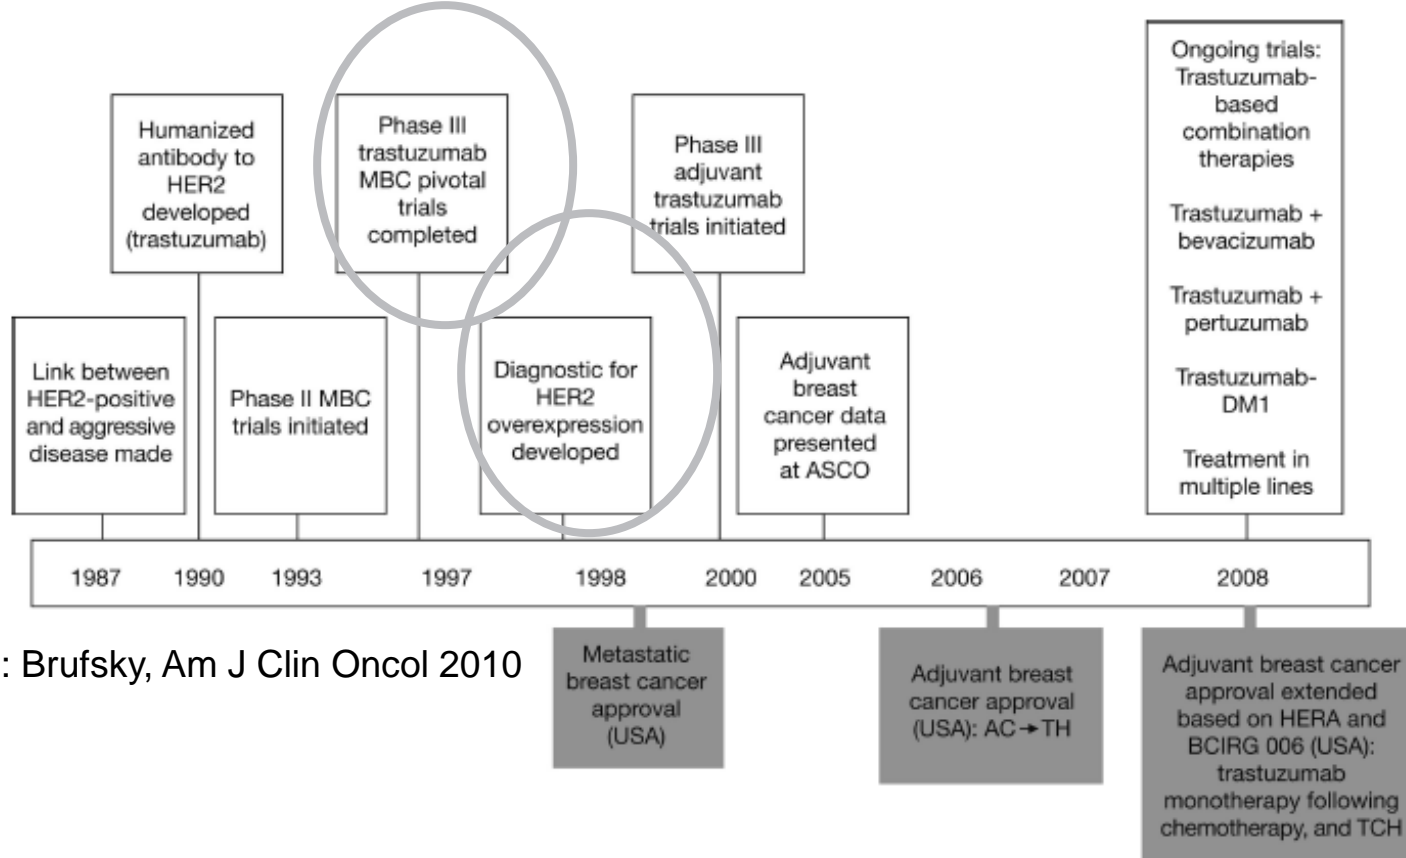 Humanized
antibody to
HER2
developed
(trastuzumab)
Phase III
trastuzumab
MBC pivotal
trials
completed
Phase III
adjuvant
trastuzumab
trials initiated
Ongoing trials:
Trastuzumab-
based
combination
therapies
Trastuzumab +
bevacizumab
Trastuzumab +
pertuzumab
Trastuzumab-
DM1
Treatment in
multiple lines
Link between
HER2-positive
and aggressive
disease made
Phase II MBC
trials initiated
Diagnostic for
HER2
overexpression
developed
Adjuvant
breast
cancer data
presented
at ASCO
1987 1990 1993 1997 1998 2000 2005 2006 2007 2008
: Brufsky, Am J Clin Oncol 2010
Metastatic
breast cancer
approval
(USA)
Adjuvant breast
cancer approval
(USA): AC→TH
Adjuvant breast cancer
approval extended
based on HERA and
BCIRG 006 (USA):
trastuzumab
monotherapy following
chemotherapy, and TCH